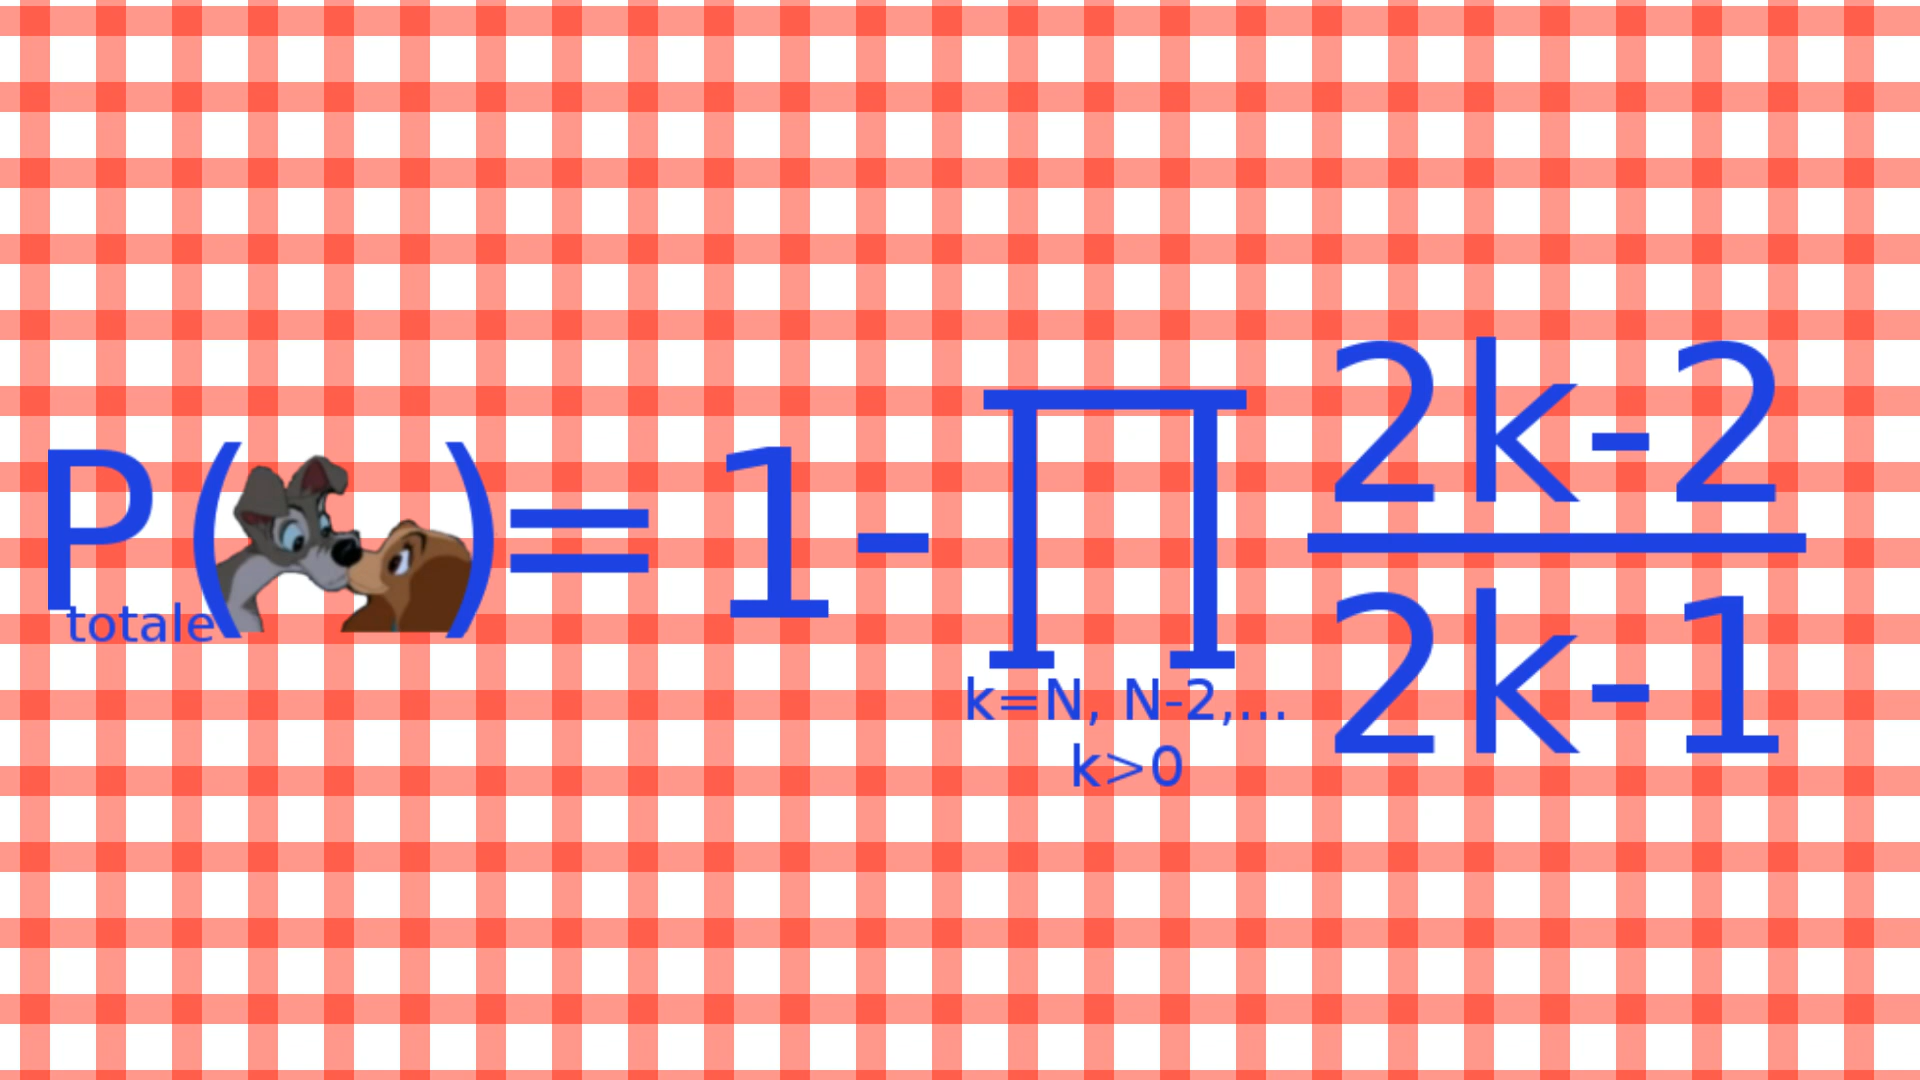 2k-2
P( )= 1-∏
totale
2k-1
k=N, N-2,...
k>0